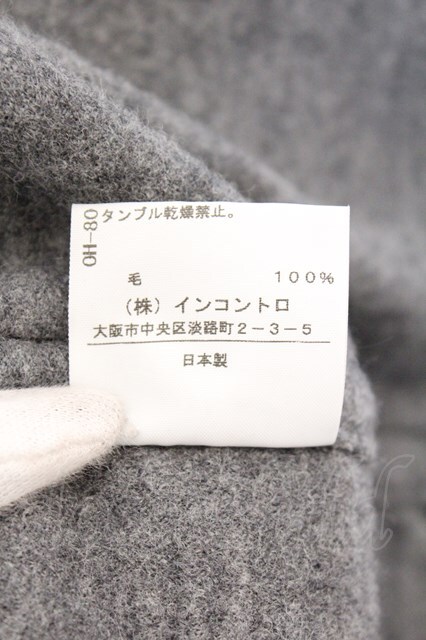 OH-80
タンブル乾燥禁止。
毛 100%
(株)インコントロ
大阪市中央区淡路町2-3-5
日本製